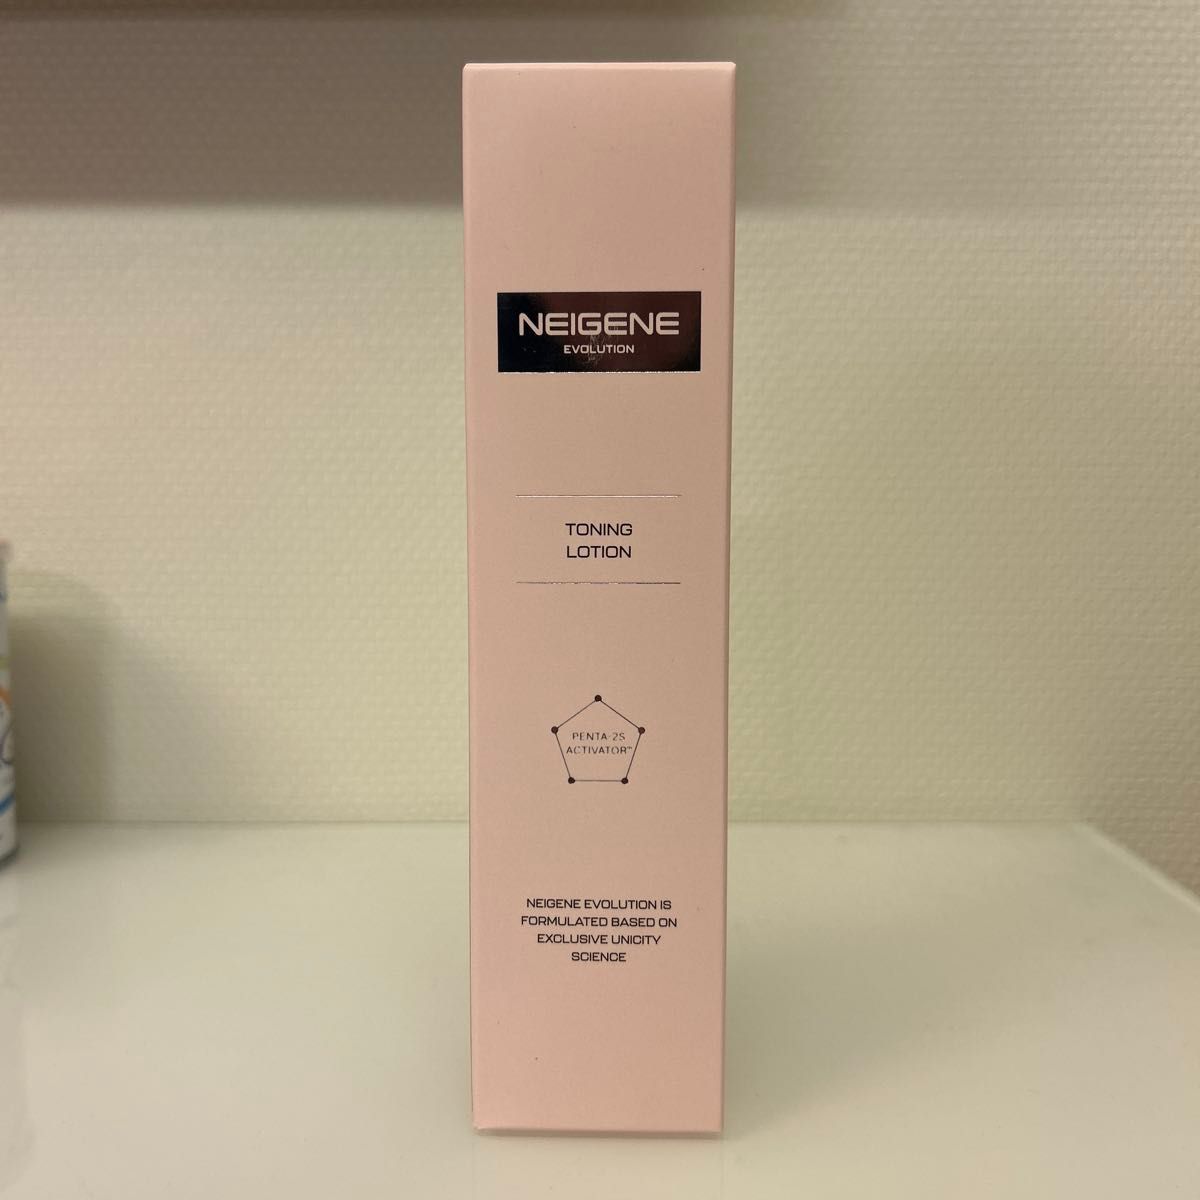 NEIGENE
EVOLUTION
TONING
LOTION
PENTA-2S
ACTIVATOR™
NEIGENE EVOLUTION IS
FORMULATED BASED ON
EXCLUSIVE UNICITY
SCIENCE